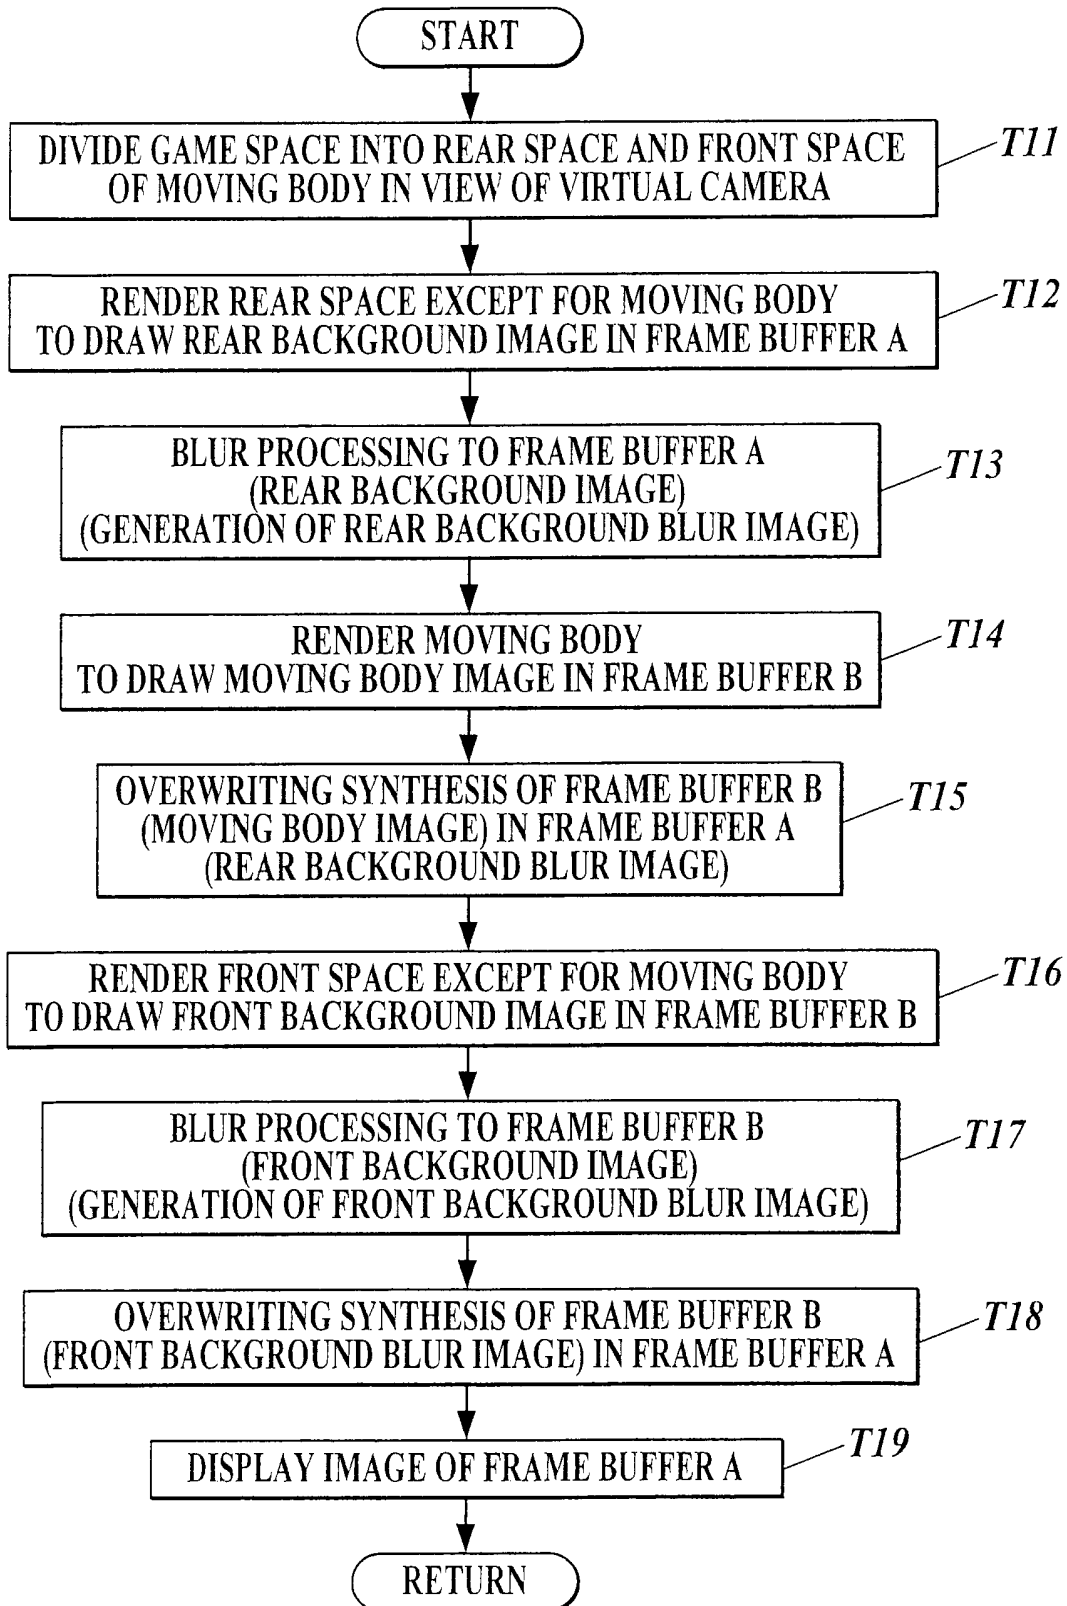 START
DIVIDE GAME SPACE INTO REAR SPACE AND FRONT SPACE
OF MOVING BODY IN VIEW OF VIRTUAL CAMERA
T11
RENDER REAR SPACE EXCEPT FOR MOVING BODY
TO DRAW REAR BACKGROUND IMAGE IN FRAME BUFFER A
T12
BLUR PROCESSING TO FRAME BUFFER A
(REAR BACKGROUND IMAGE)
(GENERATION OF REAR BACKGROUND BLUR IMAGE)
T13
RENDER MOVING BODY
TO DRAW MOVING BODY IMAGE IN FRAME BUFFER B
T14
OVERWRITING SYNTHESIS OF FRAME BUFFER B
(MOVING BODY IMAGE) IN FRAME BUFFER A
(REAR BACKGROUND BLUR IMAGE)
T15
RENDER FRONT SPACE EXCEPT FOR MOVING BODY
TO DRAW FRONT BACKGROUND IMAGE IN FRAME BUFFER B
T16
BLUR PROCESSING TO FRAME BUFFER B
(FRONT BACKGROUND IMAGE)
(GENERATION OF FRONT BACKGROUND BLUR IMAGE)
T17
OVERWRITING SYNTHESIS OF FRAME BUFFER B
(FRONT BACKGROUND BLUR IMAGE) IN FRAME BUFFER A
T18
DISPLAY IMAGE OF FRAME BUFFER A
T19
RETURN